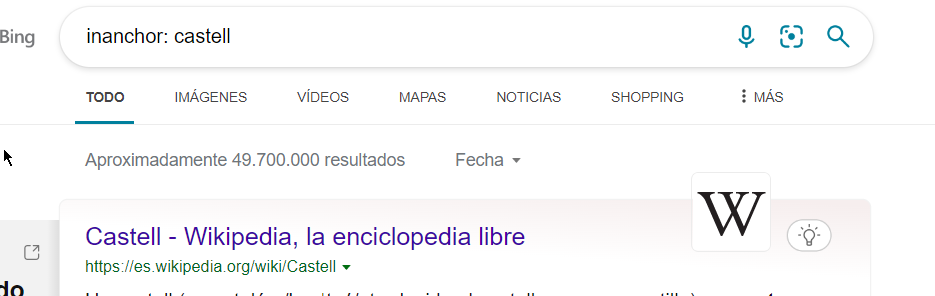 Bing
inanchor: castell
TODO IMÁGENES VÍDEOS MAPAS NOTICIAS SHOPPING MÁS
Aproximadamente 49.700.000 resultados Fecha
W
Castell - Wikipedia, la enciclopedia libre
https://es.wikipedia.org/wiki/Castell
do